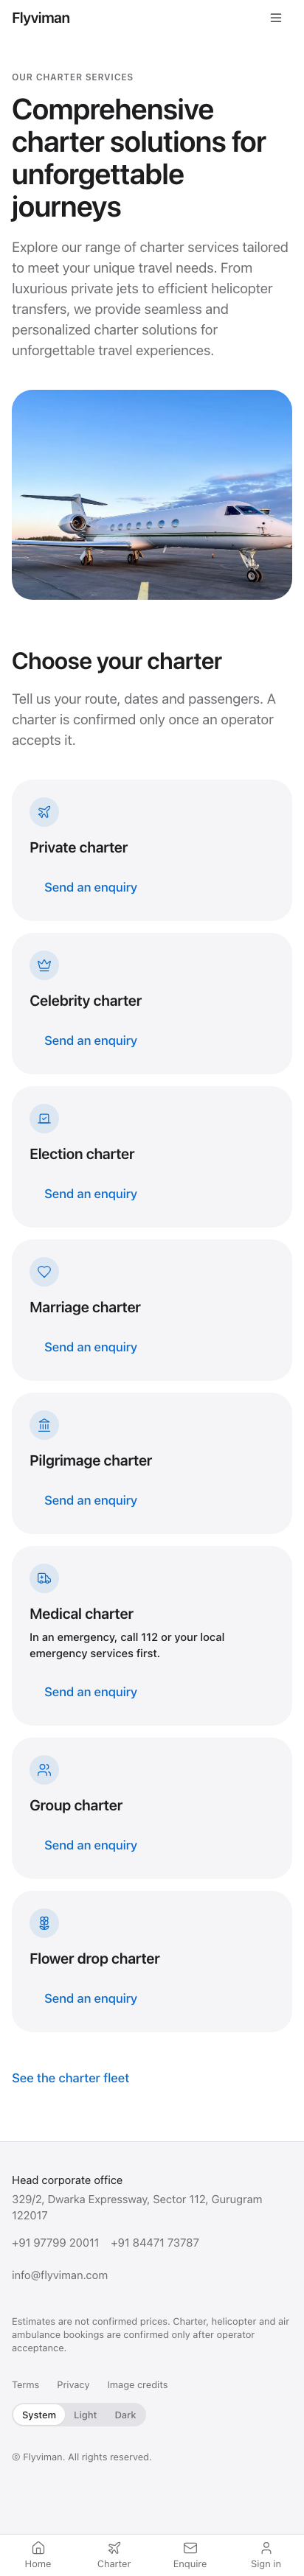 Flyviman
OUR CHARTER SERVICES
Comprehensive
charter solutions for
unforgettable
journeys
Explore our range of charter services tailored
to meet your unique travel needs. From
luxurious private jets to efficient helicopter
transfers, we provide seamless and
personalized charter solutions for
unforgettable travel experiences.
Choose your charter
Tell us your route, dates and passengers. A
charter is confirmed only once an operator
accepts it.
Private charter
Send an enquiry
Celebrity charter
Send an enquiry
Election charter
Send an enquiry
Marriage charter
Send an enquiry
Pilgrimage charter
Send an enquiry
Medical charter
In an emergency, call 112 or your local
emergency services first.
Send an enquiry
Group charter
Send an enquiry
Flower drop charter
Send an enquiry
See the charter fleet
Head corporate office
329/2, Dwarka Expressway, Sector 112, Gurugram
122017
+91 97799 20011 +91 84471 73787
info@flyviman.com
Estimates are not confirmed prices. Charter, helicopter and air
ambulance bookings are confirmed only after operator
acceptance.
Terms Privacy Image credits
System Light Dark
© Flyviman. All rights reserved.
Home Charter Enquire Sign in